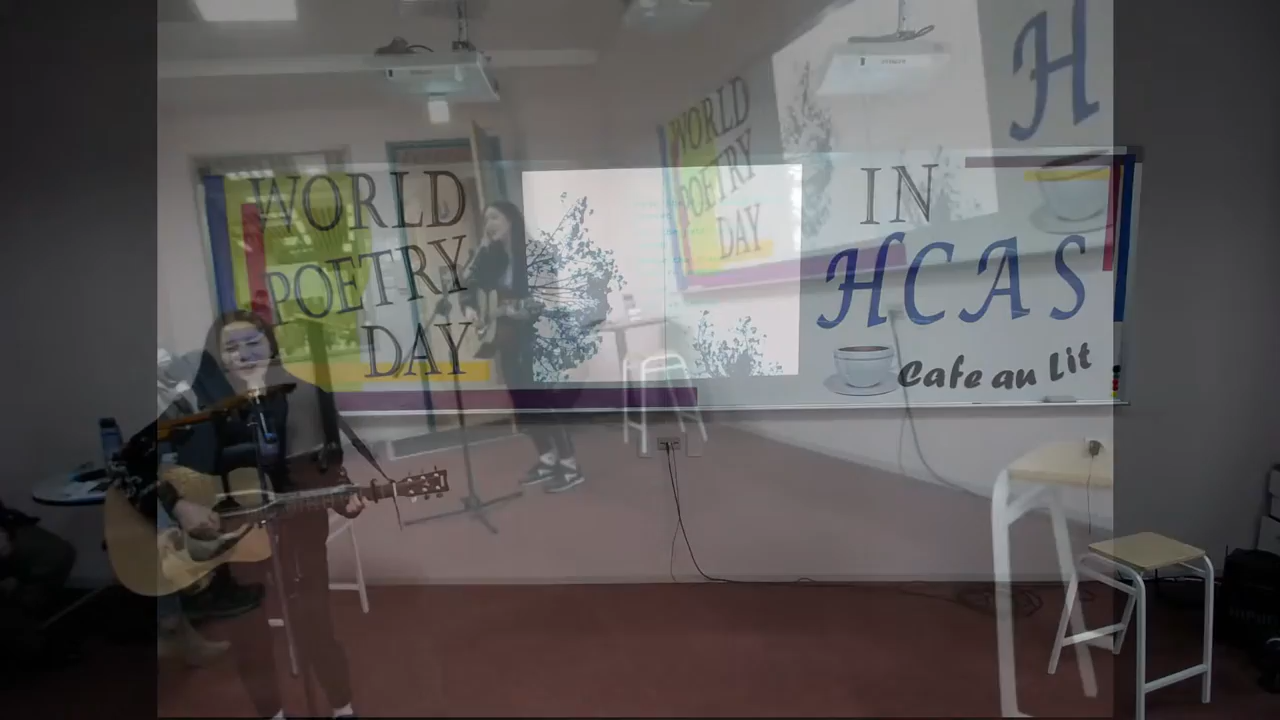 WORLD
POETRY
DAY
IN
HCAS
Cafe au Lit
WORLD
POETRY
DAY
H